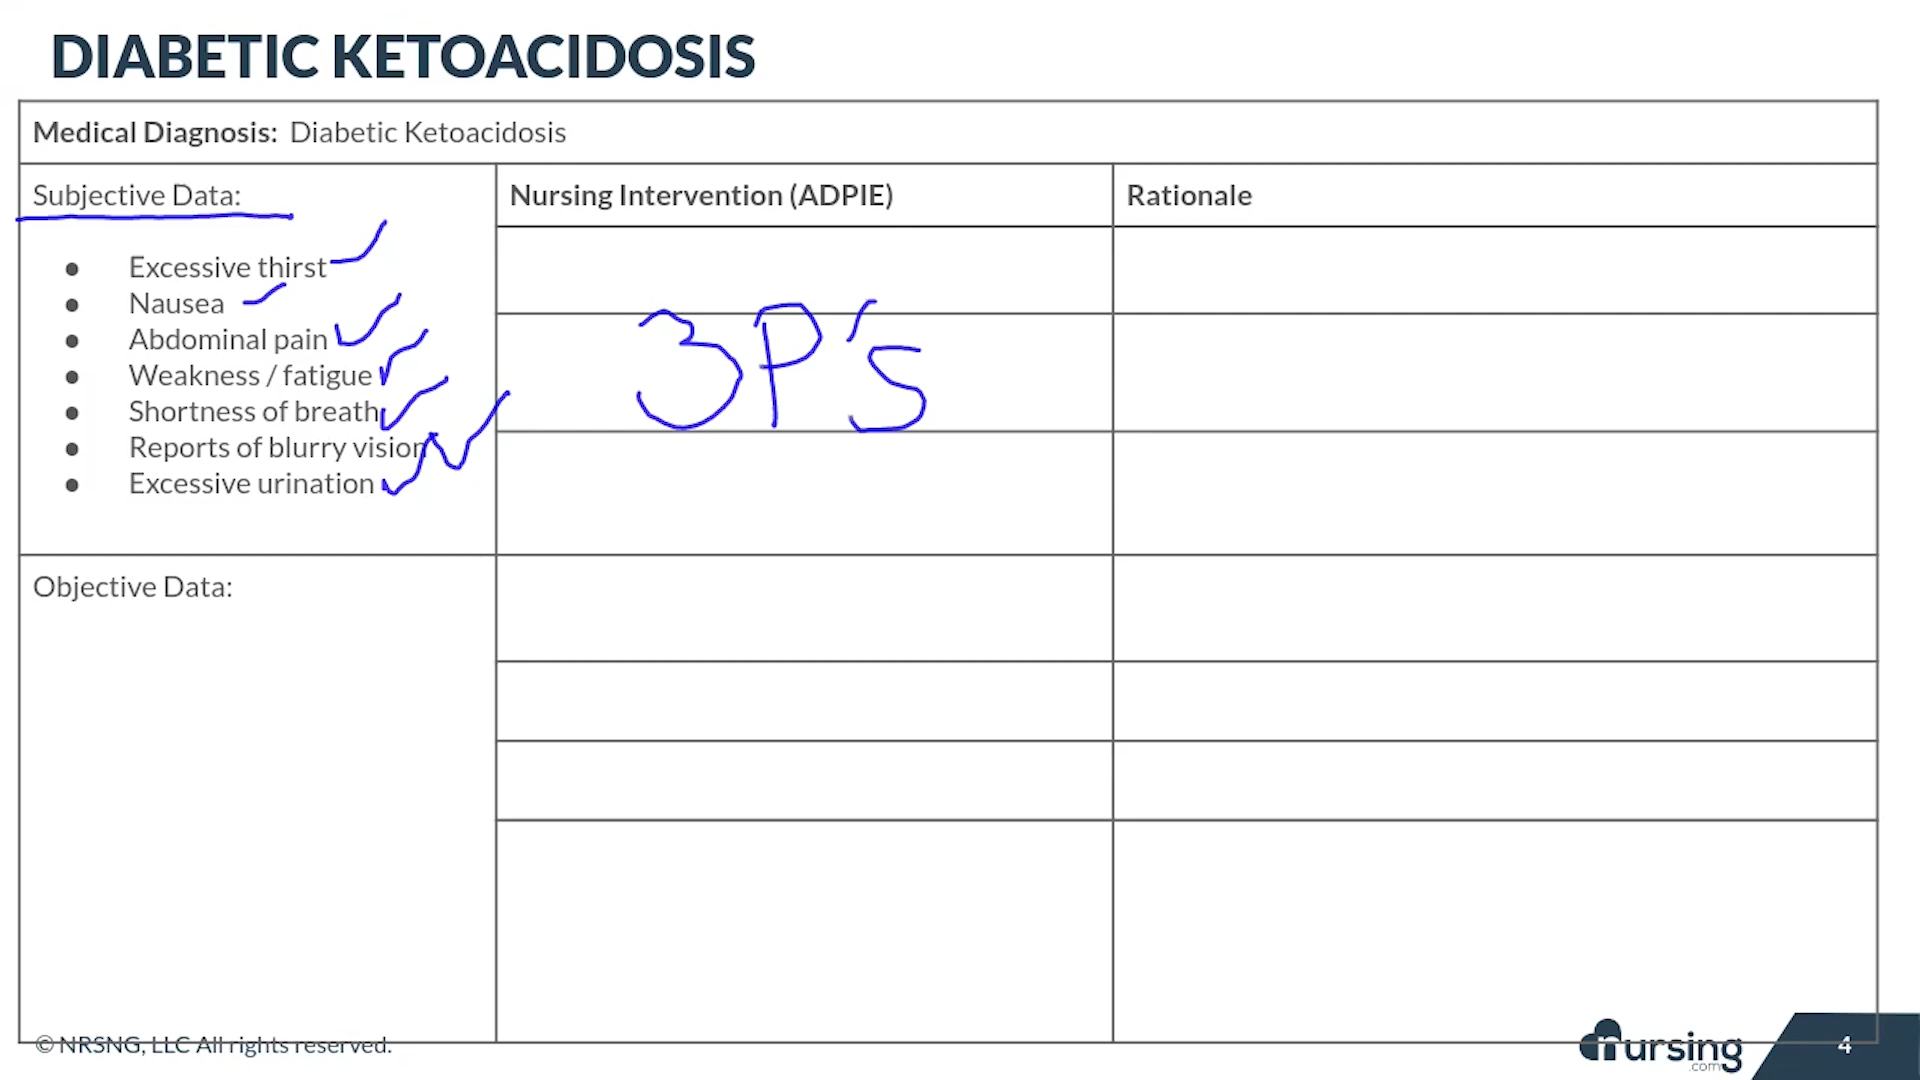 DIABETIC KETOACIDOSIS
Medical Diagnosis: Diabetic Ketoacidosis
Subjective Data:
● Excessive thirst
● Nausea
● Abdominal pain
● Weakness / fatigue
● Shortness of breath
● Reports of blurry vision
● Excessive urination
Nursing Intervention (ADPIE)
Rationale
3P's
Objective Data:
© NRSNG, LLC All rights reserved.
nursing
.com
4